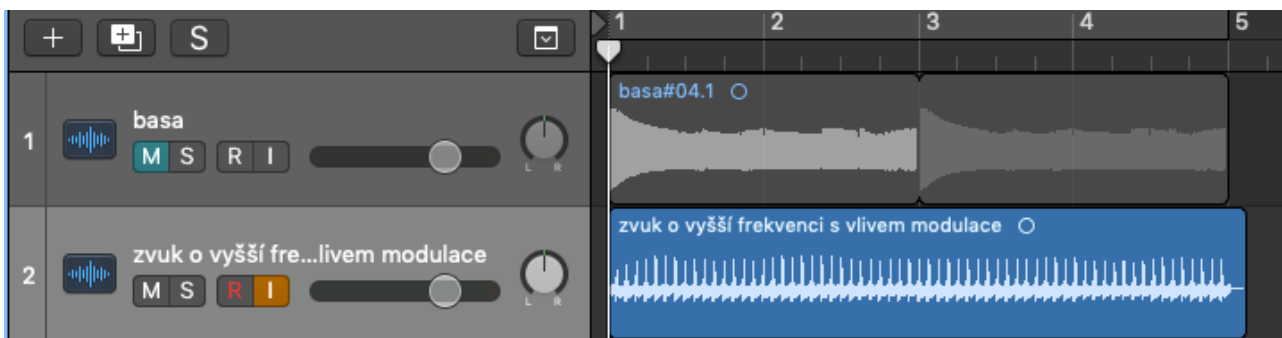 + S 1 2 3 4 5
basa#04.1
1 basa
M S R I
L R
zvuk o vyšší frekvenci s vlivem modulace
2 zvuk o vyšší fre...livem modulace
M S R I
L R